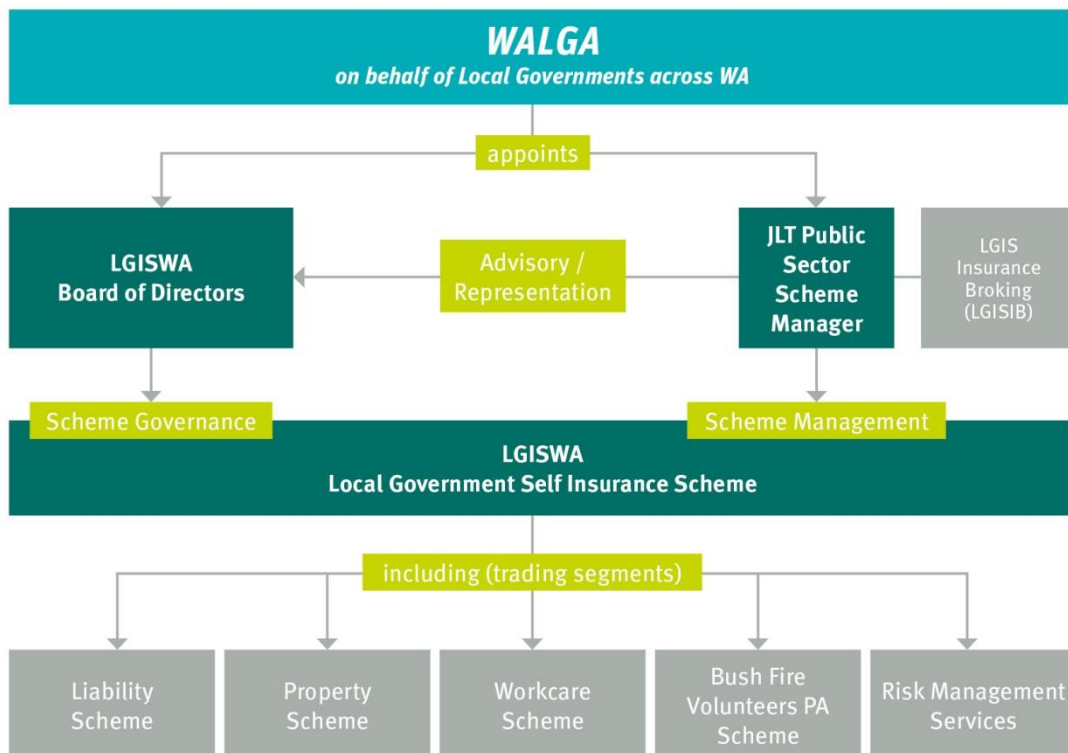 WALGA
on behalf of Local Governments across WA
appoints
LGISWA
Board of Directors
Advisory /
Representation
JLT Public
Sector
Scheme
Manager
LGIS
Insurance
Broking
(LGISIB)
Scheme Governance
Scheme Management
LGISWA
Local Government Self Insurance Scheme
including (trading segments)
Liability
Scheme
Property
Scheme
Workcare
Scheme
Bush Fire
Volunteers PA
Scheme
Risk Management
Services